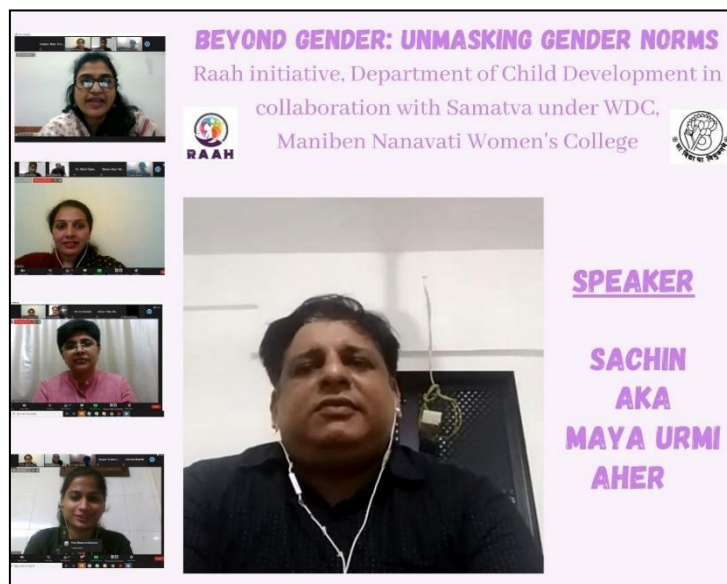 BEYOND GENDER: UNMASKING GENDER NORMS
Raah initiative, Department of Child Development in
collaboration with Samatva under WDC,
Maniben Nanavati Women's College
RAAH
SPEAKER
SACHIN
AKA
MAYA URMI
AHER